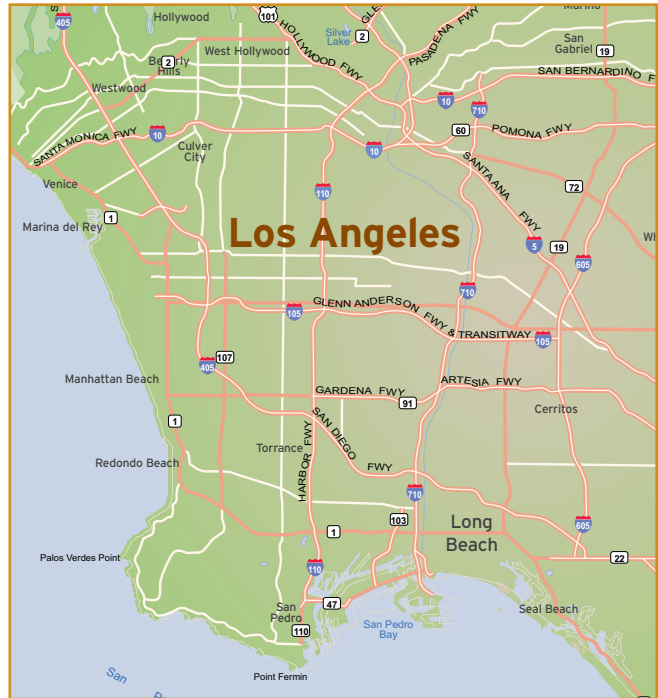 405
Hollywood
101
HOLLYWOOD FWY
Silver
Lake
2
PASADENA FWY
San
Gabriel
19
West Hollywood
Beverly
Hills
2
Westwood
SAN BERNARDINO
10
710
60
POMONA FWY
SANTA MONICA FWY
10
Culver
City
10
SANTA ANA
FWY
72
Venice
110
1
Marina del Rey
Los Angeles
5
19
605
710
GLENN ANDERSON FWY & TRANSITWAY
105
105
107
405
Manhattan Beach
GARDENA FWY
ARTESIA FWY
91
Cerritos
1
SAN DIEGO
FWY
Torrance
HARBOR FWY
Redondo Beach
710
103
Long
Beach
605
1
Palos Verdes Point
110
22
San
Pedro
47
Seal Beach
San Pedro
Bay
110
Point Fermin
San